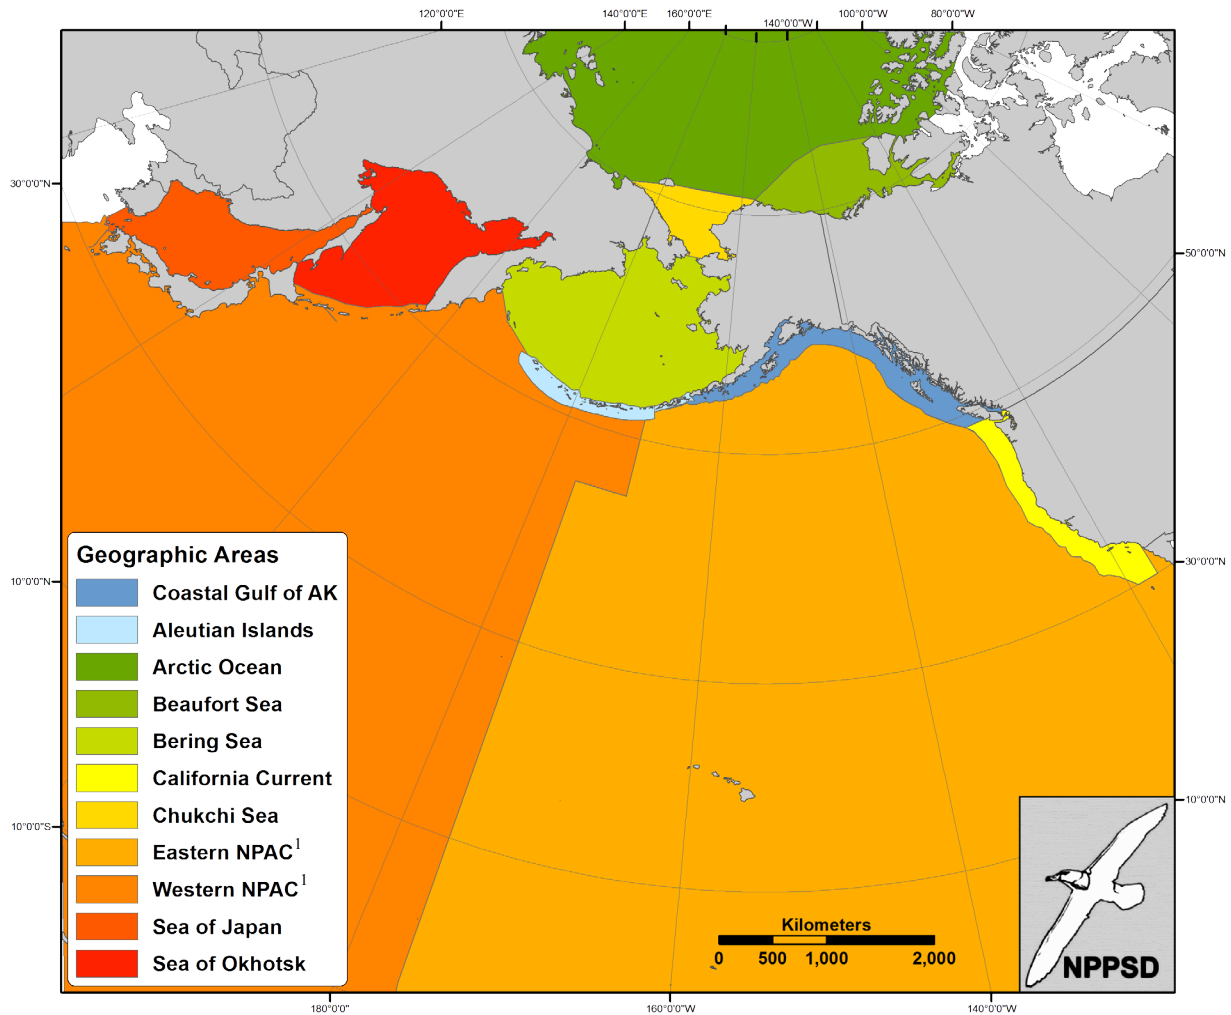 120°0'0"E 140°0'0"E 160°0'0"E 140°0'0"W 100°0'0"W 80°0'0"W
30°0'0"N
50°0'0"N
30°0'0"N
10°0'0"N
10°0'0"N
10°0'0"S
Geographic Areas
Coastal Gulf of AK
Aleutian Islands
Arctic Ocean
Beaufort Sea
Bering Sea
California Current
Chukchi Sea
Eastern NPAC1
Western NPAC1
Sea of Japan
Sea of Okhotsk
Kilometers
0 500 1,000 2,000
NPPSD
180°0'0" 160°0'0"W 140°0'0"W